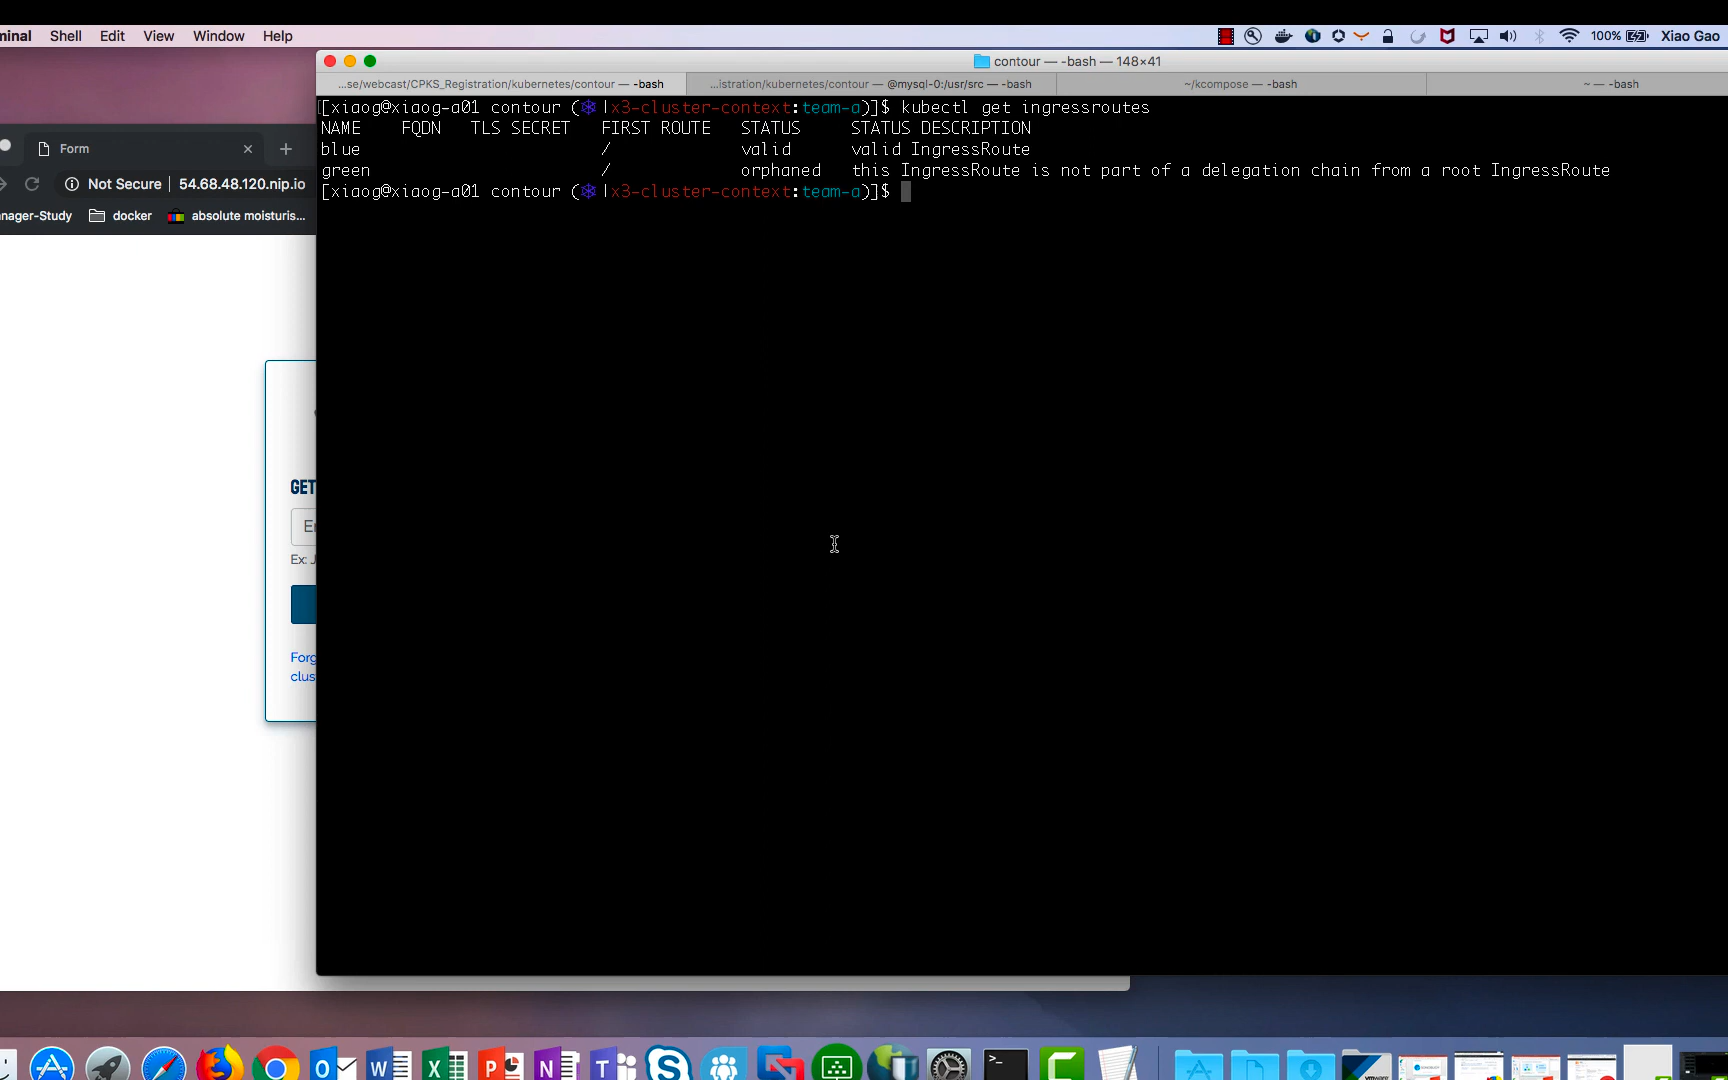 minal Shell Edit View Window Help 100% Xiao Gao
contour — -bash — 148×41
...se/webcast/CPKS_Registration/kubernetes/contour — -bash ...istration/kubernetes/contour — @mysql-0:/usr/src — -bash ~/kcompose — -bash ~ — -bash
[xiaog@xiaog-a01 contour (⎈ |x3-cluster-context:team-a)]$ kubectl get ingressroutes
NAME FQDN TLS SECRET FIRST ROUTE STATUS STATUS DESCRIPTION
blue / valid valid IngressRoute
green / orphaned this IngressRoute is not part of a delegation chain from a root IngressRoute
[xiaog@xiaog-a01 contour (⎈ |x3-cluster-context:team-a)]$
Form
Not Secure | 54.68.48.120.nip.io
nager-Study docker absolute moisturis...
GET
Ex: J
Forg
clus